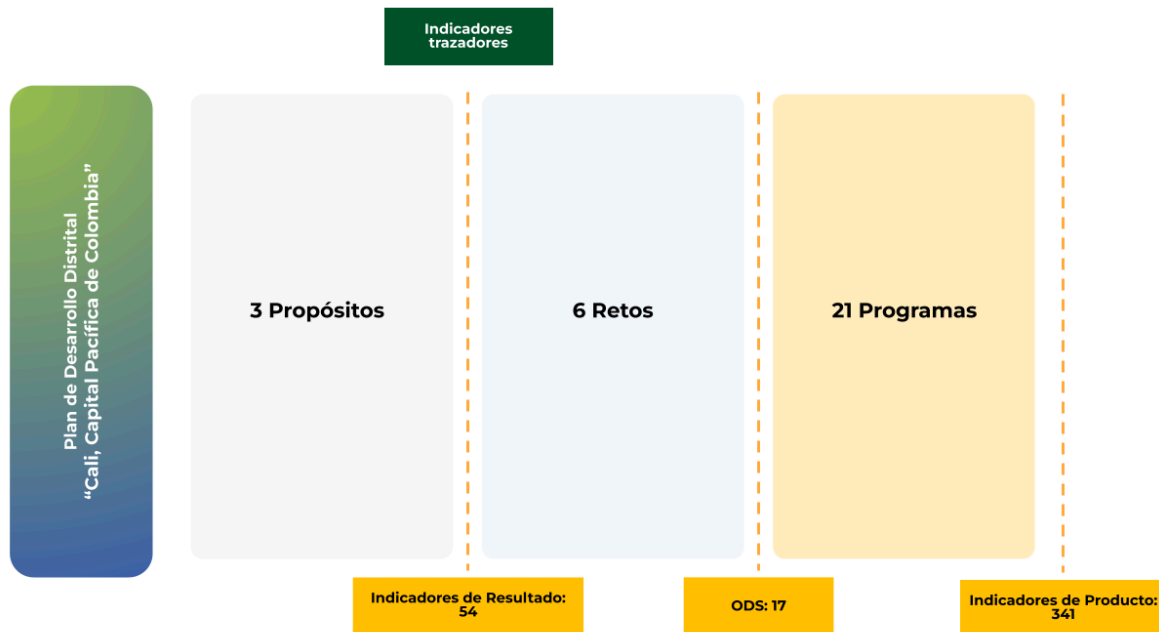 Indicadores
trazadores
Plan de Desarrollo Distrital
“Cali, Capital Pacífica de Colombia”
3 Propósitos
6 Retos
21 Programas
Indicadores de Resultado:
54
ODS: 17
Indicadores de Producto:
341